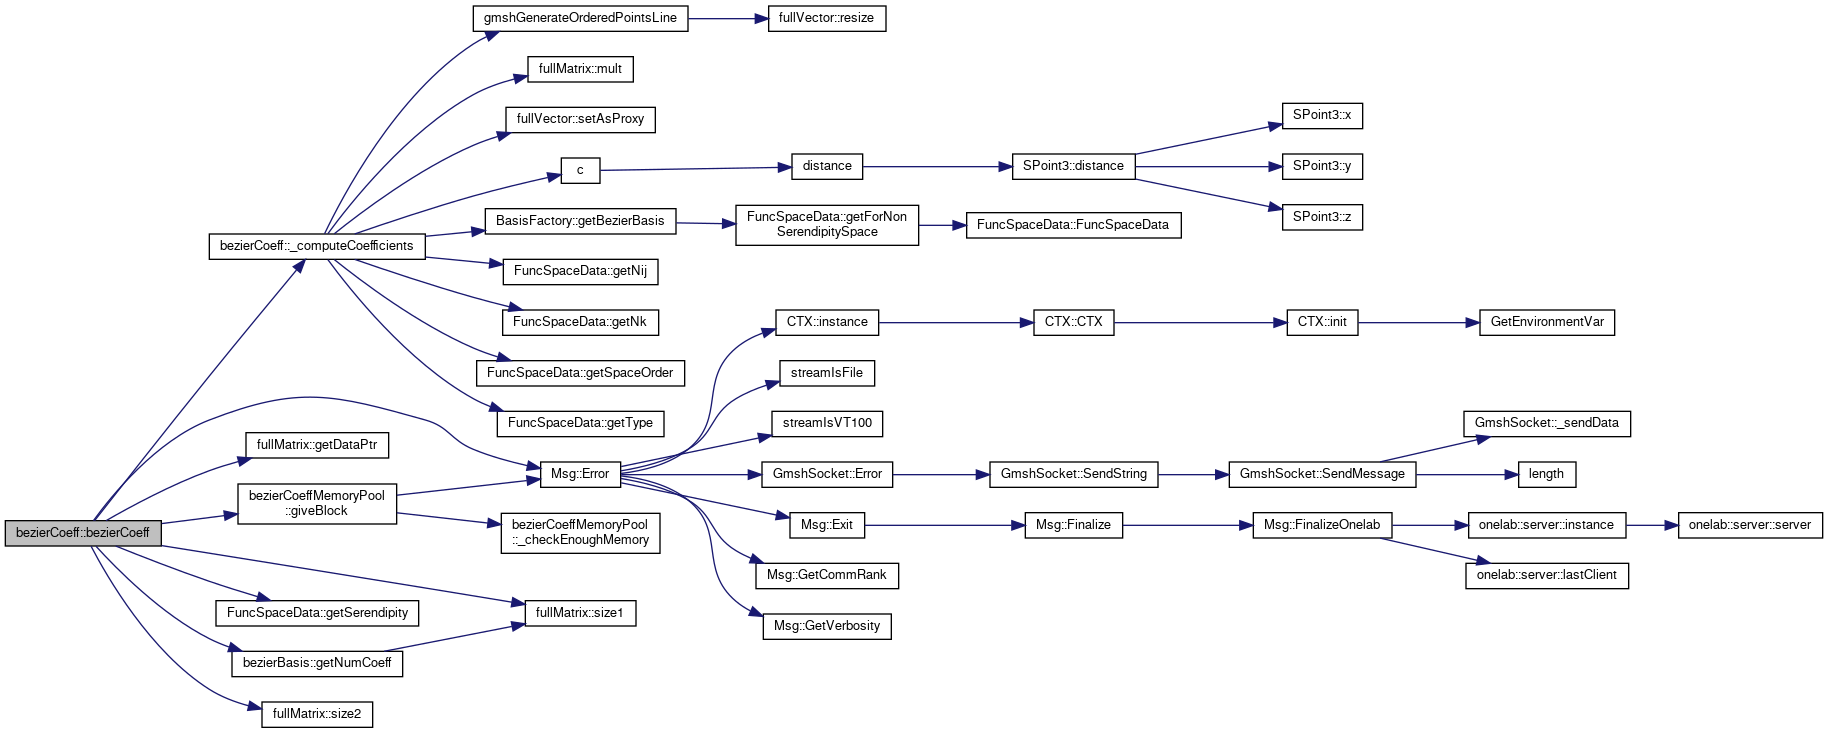 gmshGenerateOrderedPointsLine
fullVector::resize
fullMatrix::mult
fullVector::setAsProxy
SPoint3::x
c
distance
SPoint3::distance
SPoint3::y
BasisFactory::getBezierBasis
FuncSpaceData::getForNon
SerendipitySpace
FuncSpaceData::FuncSpaceData
SPoint3::z
bezierCoeff::_computeCoefficients
FuncSpaceData::getNij
FuncSpaceData::getNk
CTX::instance
CTX::CTX
CTX::init
GetEnvironmentVar
FuncSpaceData::getSpaceOrder
streamIsFile
FuncSpaceData::getType
streamIsVT100
GmshSocket::_sendData
fullMatrix::getDataPtr
Msg::Error
GmshSocket::Error
GmshSocket::SendString
GmshSocket::SendMessage
length
bezierCoeffMemoryPool
::giveBlock
bezierCoeff::bezierCoeff
bezierCoeffMemoryPool
::_checkEnoughMemory
Msg::Exit
Msg::Finalize
Msg::FinalizeOnelab
onelab::server::instance
onelab::server::server
Msg::GetCommRank
onelab::server::lastClient
FuncSpaceData::getSerendipity
fullMatrix::size1
Msg::GetVerbosity
bezierBasis::getNumCoeff
fullMatrix::size2